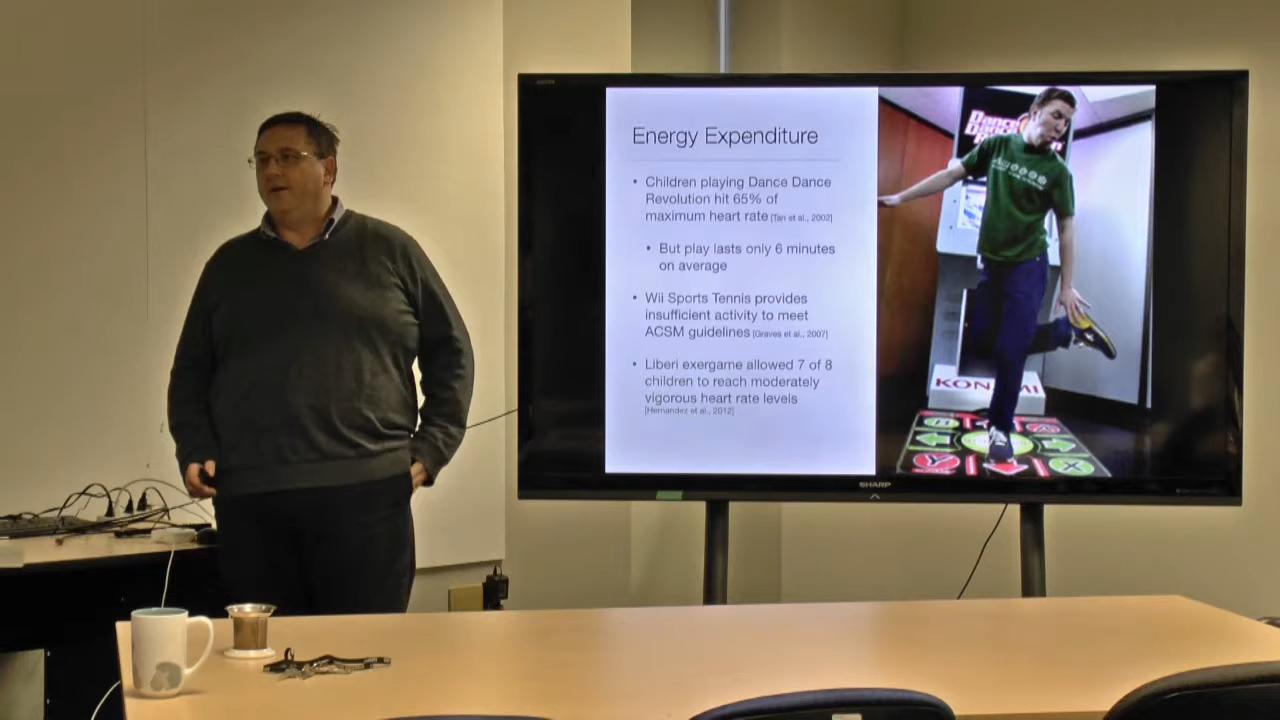 Energy Expenditure
• Children playing Dance Dance
Revolution hit 65% of
maximum heart rate [Tan et al., 2002]
• But play lasts only 6 minutes
on average
• Wii Sports Tennis provides
insufficient activity to meet
ACSM guidelines [Graves et al., 2007]
• Liberi exergame allowed 7 of 8
children to reach moderately
vigorous heart rate levels
[Hernandez et al., 2012]
Dance
Dance
KONAMI
Y
X
SHARP